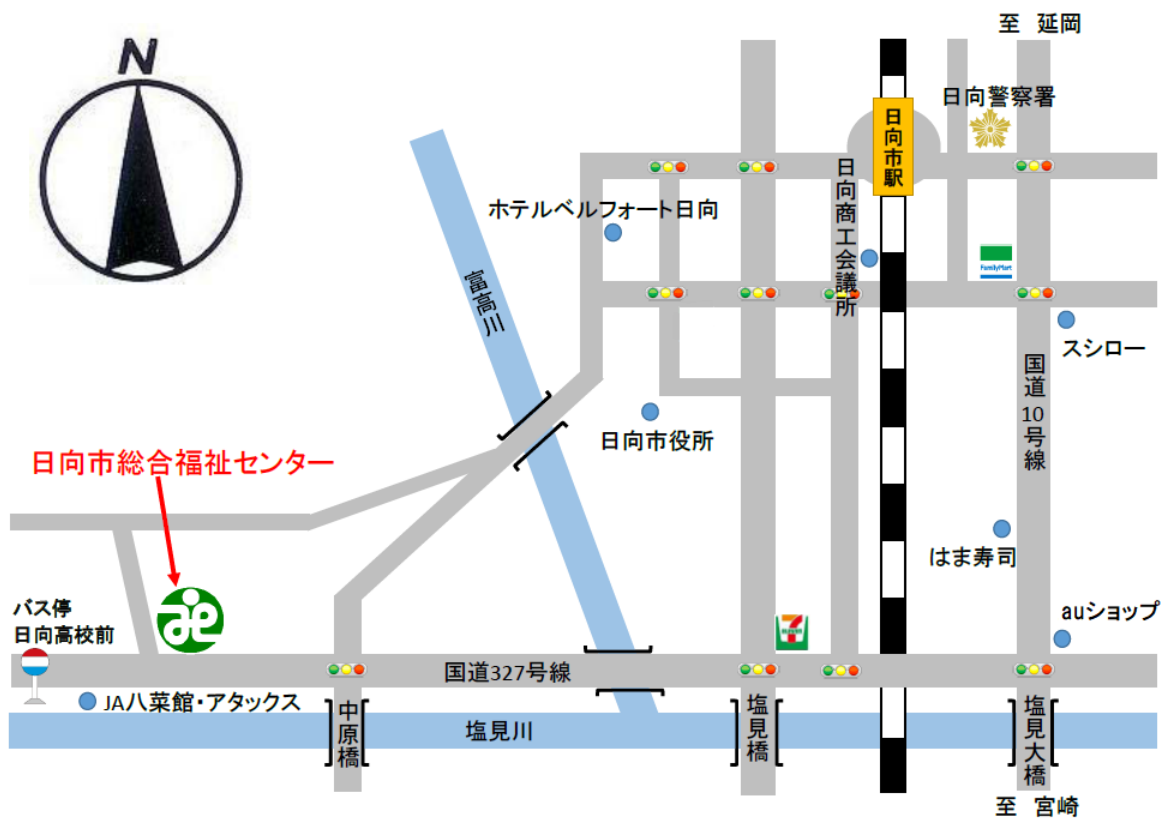 至 延岡
N
日向警察署
日向市駅
日向商工会議所
ホテルベルフォート日向
FamilyMart
富高川
スシロー
国道10号線
日向市役所
日向市総合福祉センター
はま寿司
バス停
日向高校前
auショップ
国道327号線
JA八菜館・アタックス
中原橋
塩見川
塩見橋
塩見大橋
至 宮崎